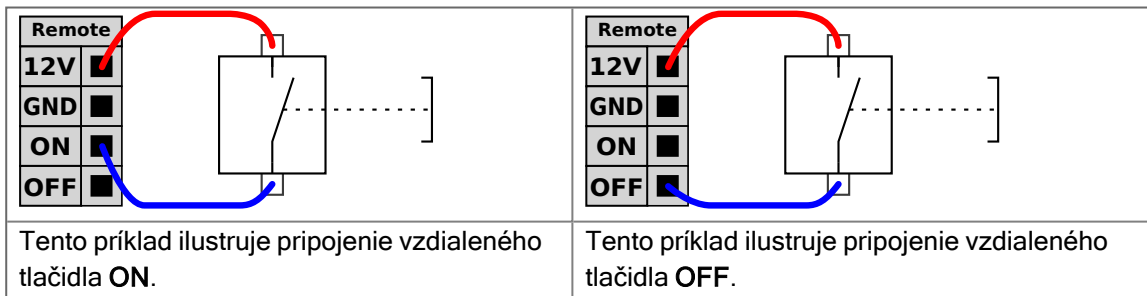 Remote
12V
GND
ON
OFF
Tento príklad ilustruje pripojenie vzdialeného
tlačidla ON.
Remote
12V
GND
ON
OFF
Tento príklad ilustruje pripojenie vzdialeného
tlačidla OFF.